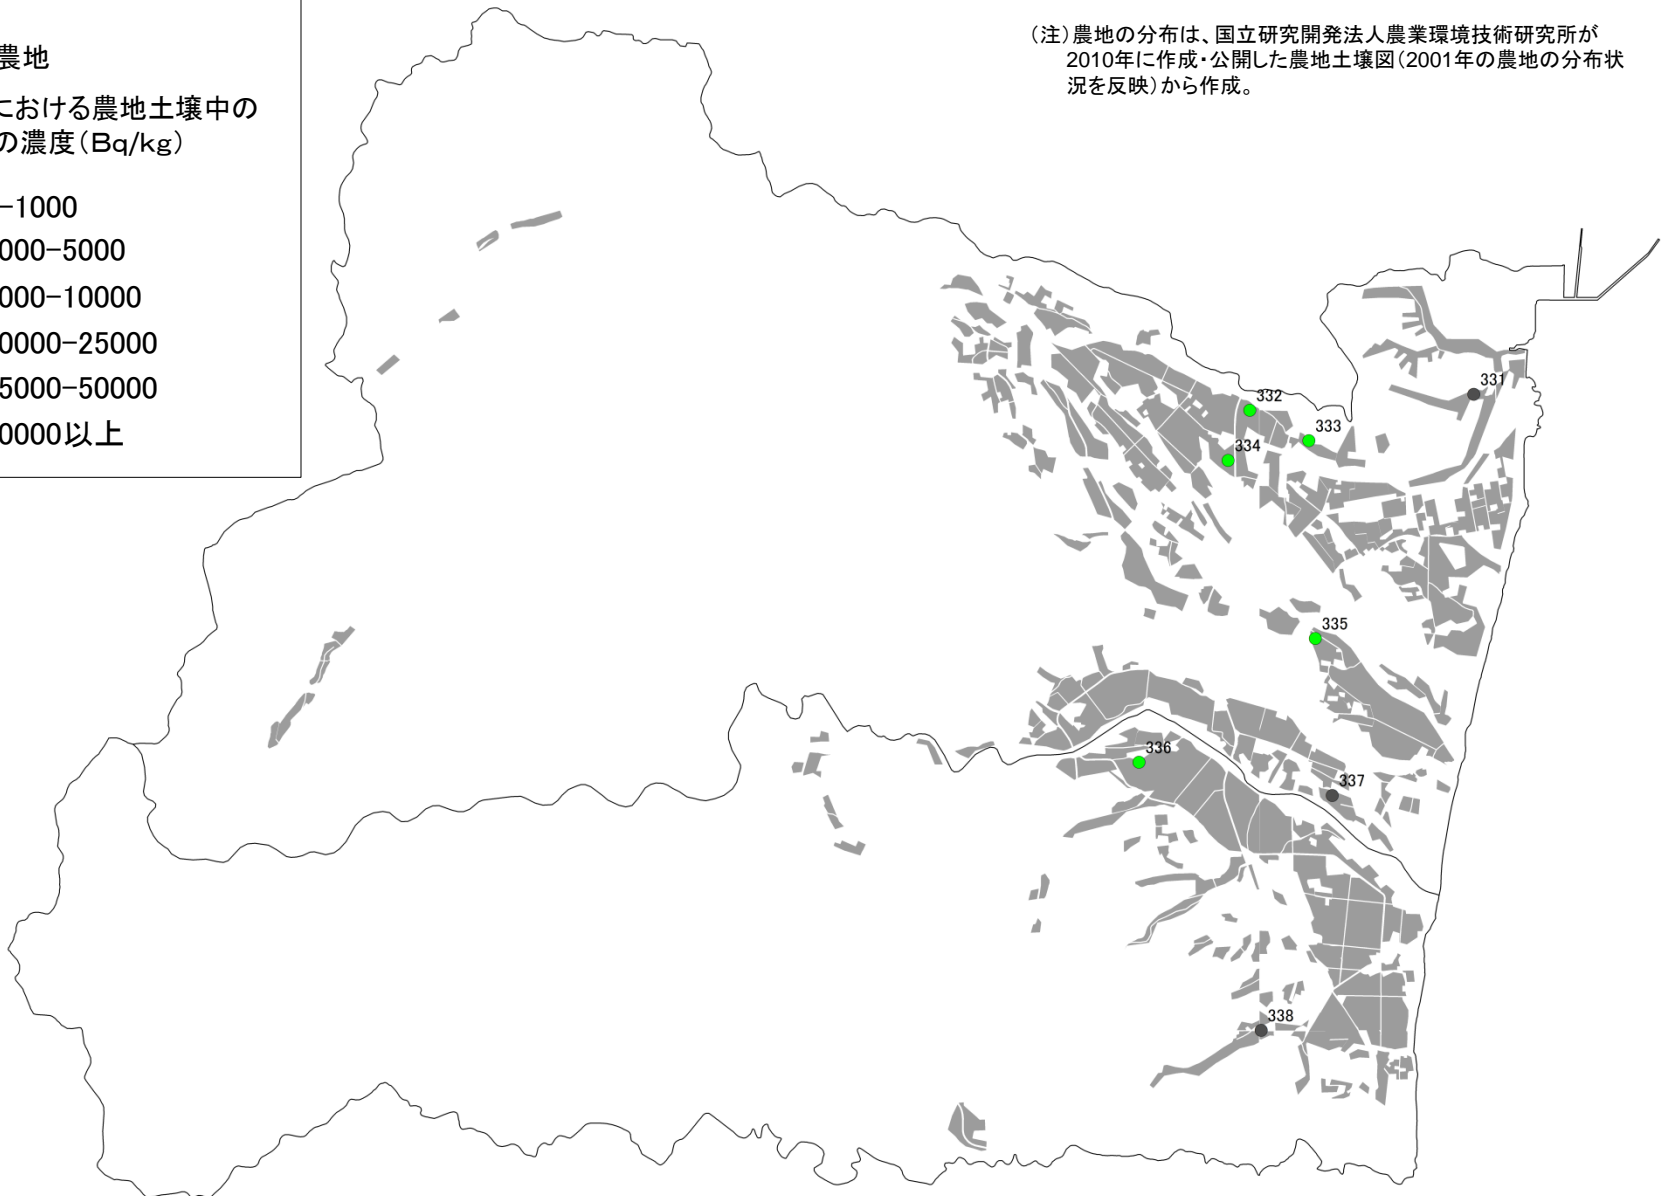 農地
における農地土壌中の
の濃度(Bq/kg)
-1000
000-5000
000-10000
0000-25000
5000-50000
0000以上
(注)農地の分布は、国立研究開発法人農業環境技術研究所が
2010年に作成・公開した農地土壌図(2001年の農地の分布状
況を反映)から作成。
331
332
333
334
335
336
337
338